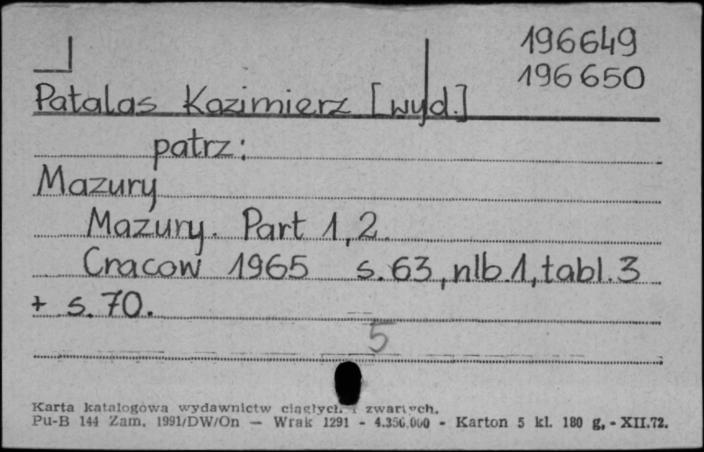 196649
196650
Patalas Kazimierz [wyd.]
patrz:
Mazury
Mazury. Part 1,2.
Cracow 1965 s.63, nlb.1, tabl.3
+ s.70.
5
Karta katalogowa wydawnictw ciągłych i zwartych.
Pu-B 144 Zam. 1991/DW/On — Wrak 1291 - 4.350.000 - Karton 5 kl. 180 g. - XII.72.